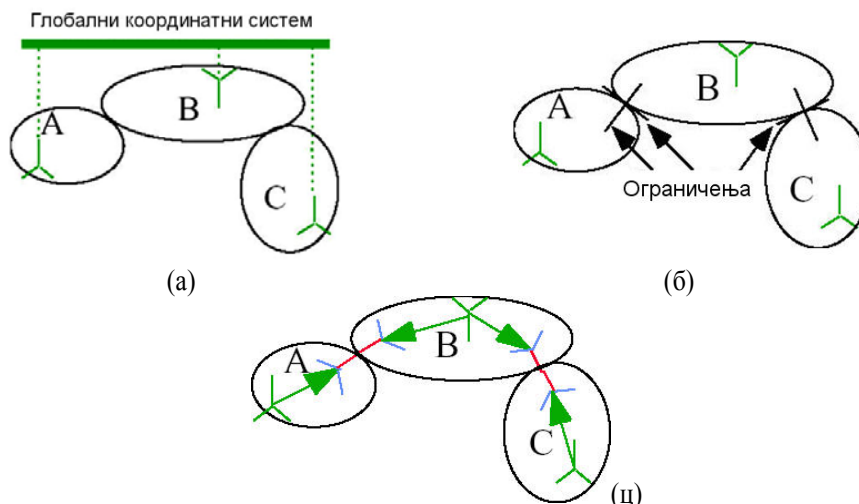 Глобални координатни систем
A
B
C
(а)
A
B
C
Ограничења
(б)
A
B
C
(ц)